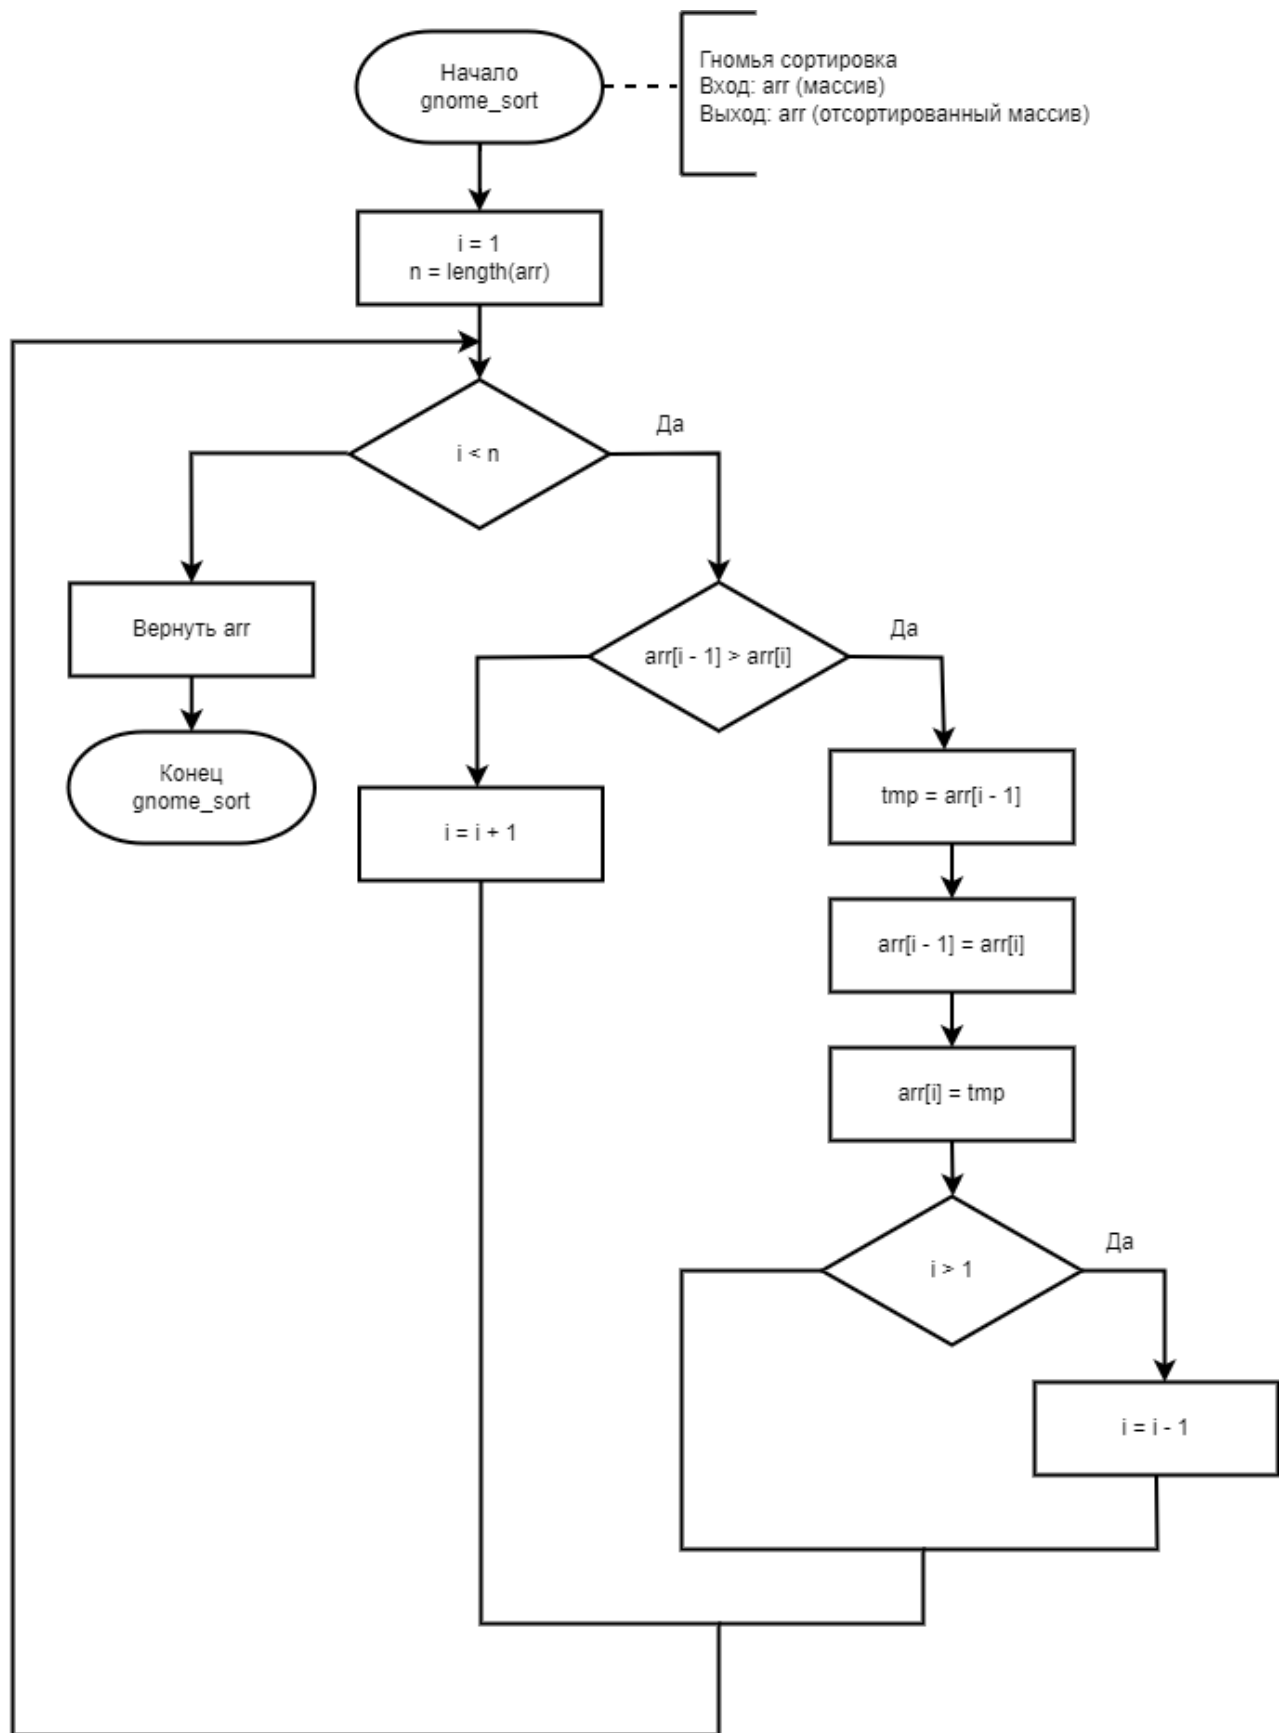 Начало
gnome_sort
Гномья сортировка
Вход: arr (массив)
Выход: arr (отсортированный массив)
i = 1
n = length(arr)
i < n
Да
Вернуть arr
Конец
gnome_sort
arr[i - 1] > arr[i]
Да
i = i + 1
tmp = arr[i - 1]
arr[i - 1] = arr[i]
arr[i] = tmp
i > 1
Да
i = i - 1